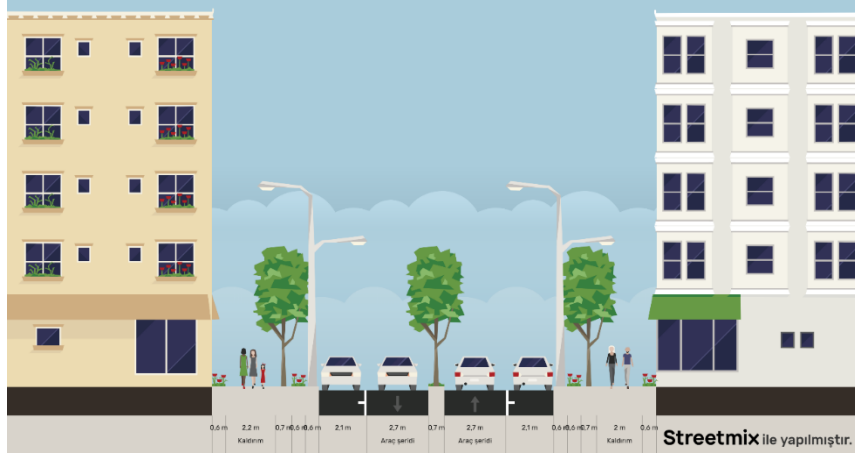 0,6 m 2,2 m 0,7 m 0,6 m 0,6 m 2,1 m 2,7 m 0,7 m 2,7 m 2,1 m 0,6 m 0,6 m 0,7 m 2 m 0,6 m
Kaldırım Araç şeridi Araç şeridi Kaldırım
Streetmix ile yapılmıştır.